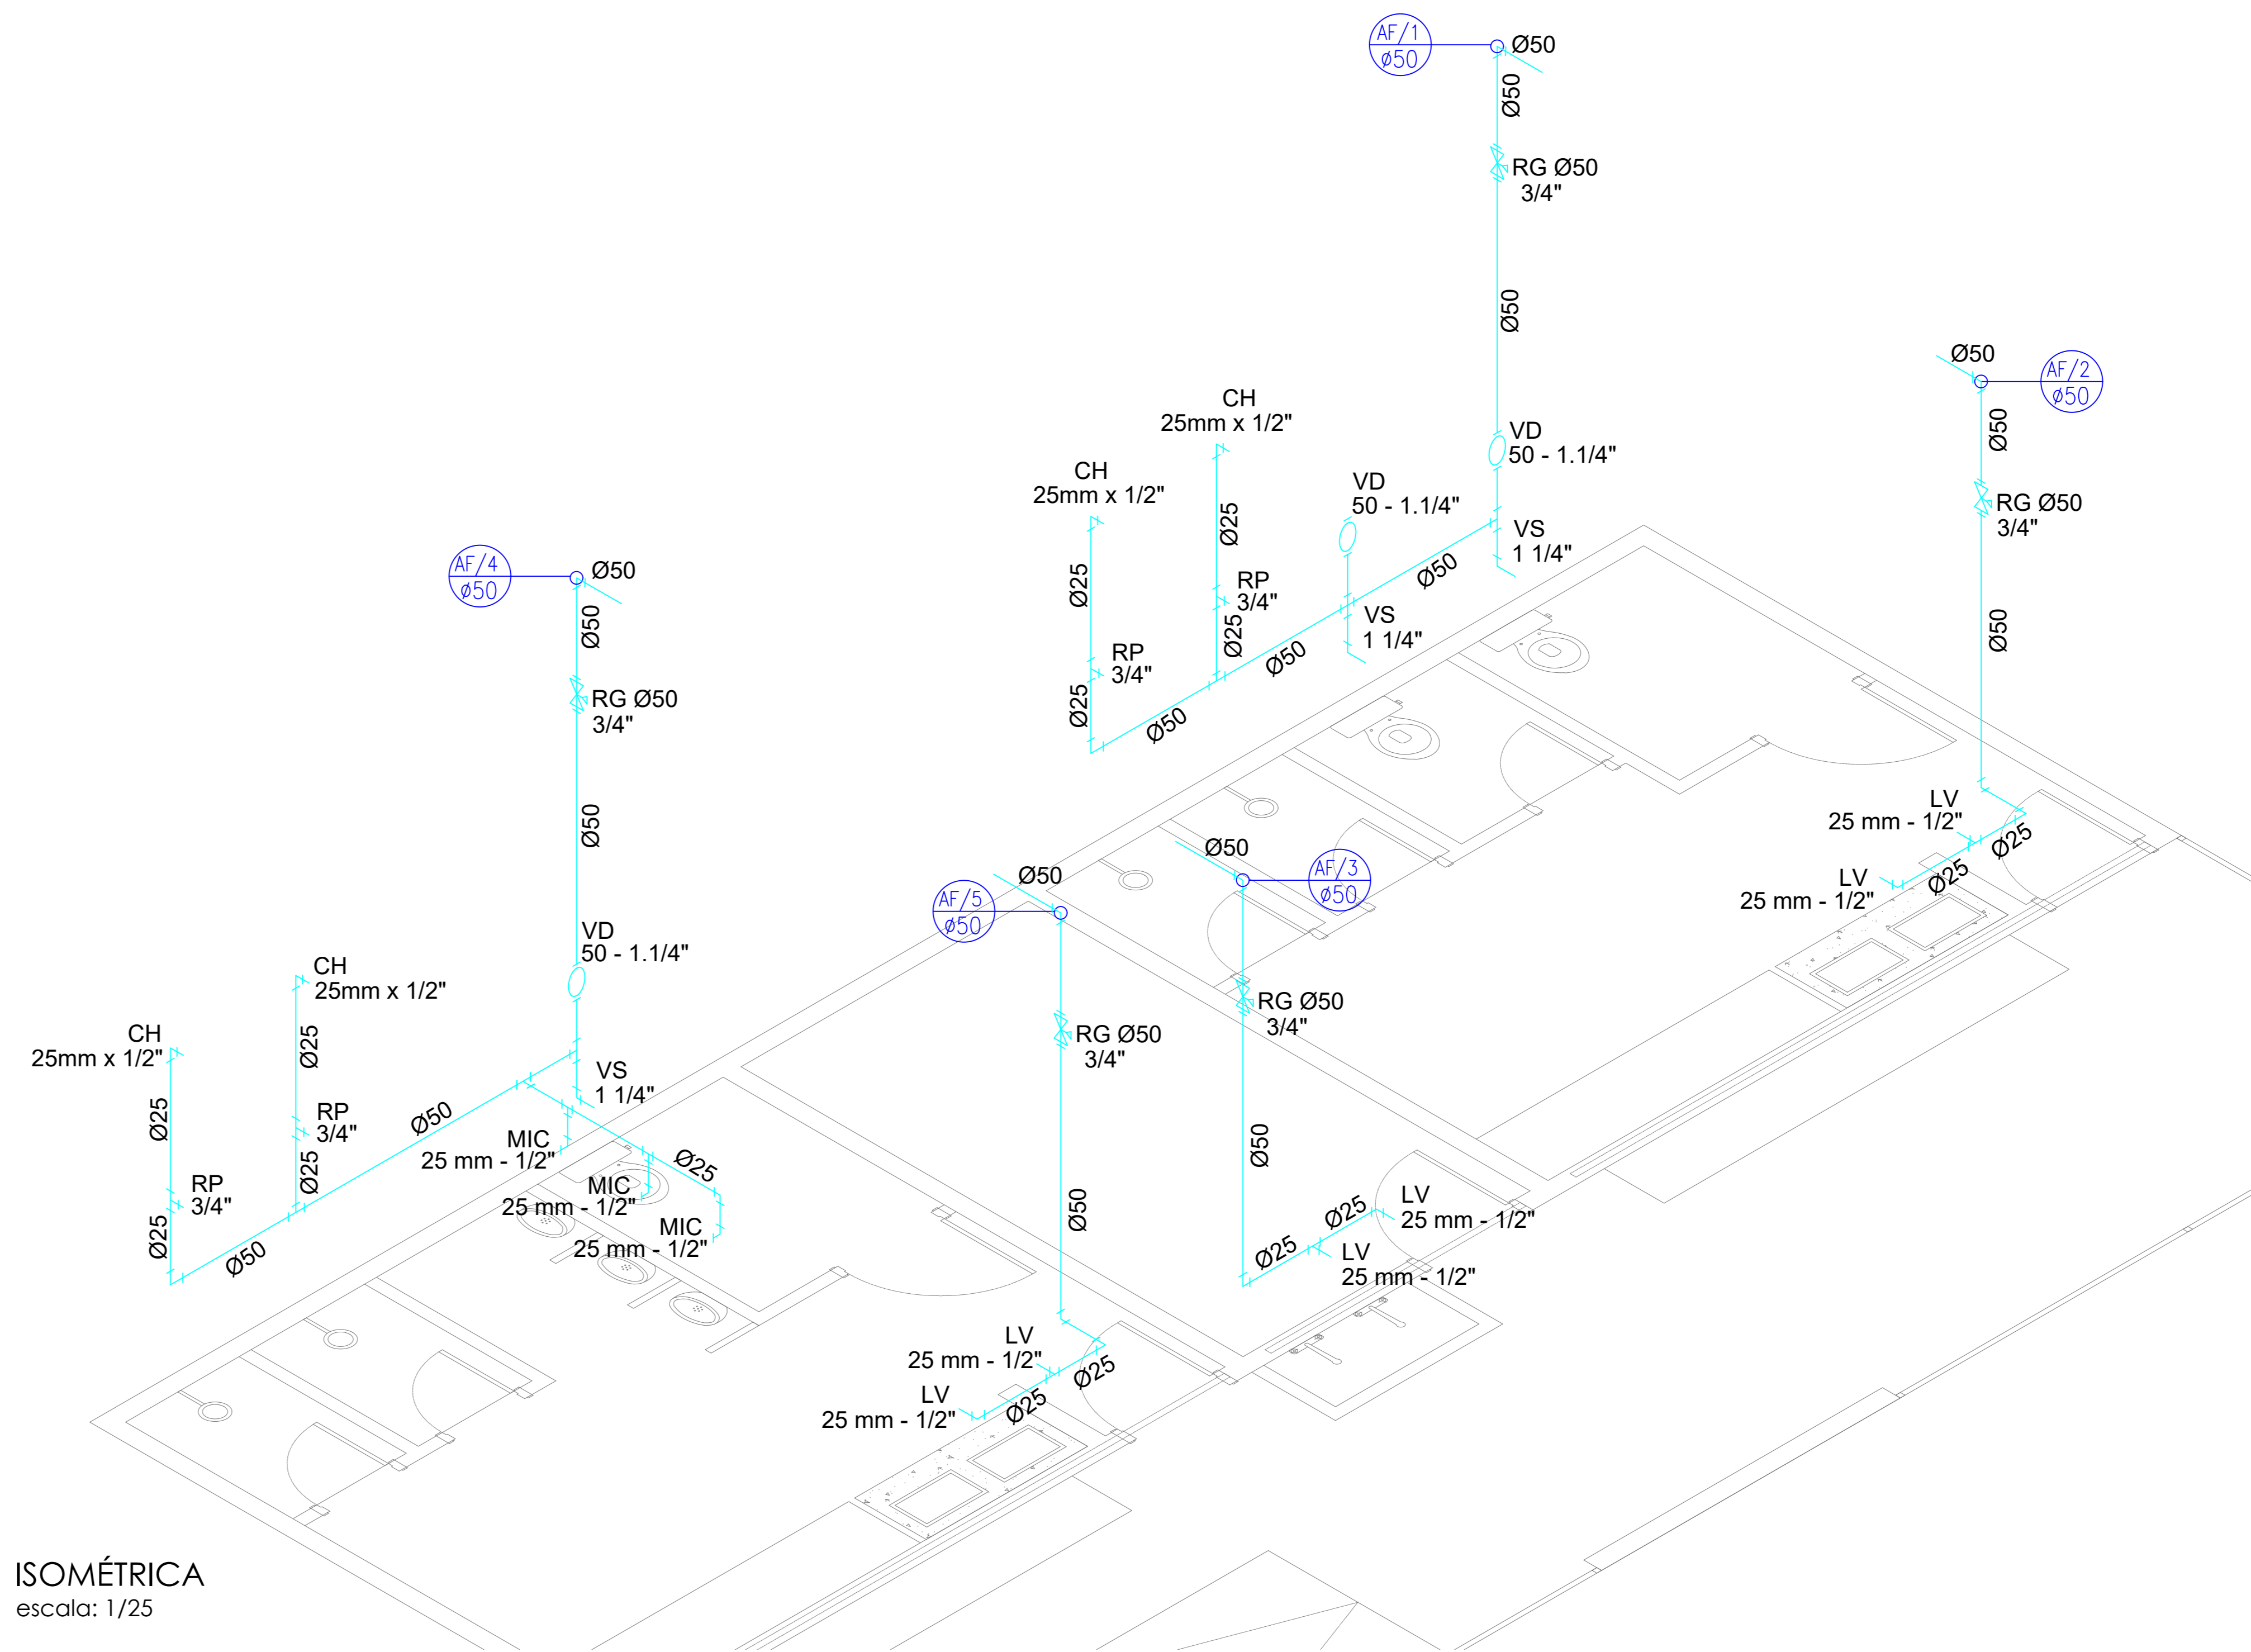 AF/1
ø50
Ø50
Ø50
RG Ø50
3/4"
Ø50
VD
50 - 1.1/4"
VS
1 1/4"
Ø50
VD
50 - 1.1/4"
VS
1 1/4"
Ø50
CH
25mm x 1/2"
Ø25
RP
3/4"
Ø25
Ø50
CH
25mm x 1/2"
Ø25
RP
3/4"
Ø25
Ø50
AF/2
ø50
Ø50
RG Ø50
3/4"
Ø50
LV
25 mm - 1/2"
Ø25
LV
25 mm - 1/2"
Ø25
AF/4
ø50
Ø50
Ø50
RG Ø50
3/4"
Ø50
VD
50 - 1.1/4"
VS
1 1/4"
Ø50
CH
25mm x 1/2"
Ø25
RP
3/4"
Ø25
Ø50
CH
25mm x 1/2"
Ø25
RP
3/4"
Ø25
MIC
25 mm - 1/2"
Ø25
MIC
25 mm - 1/2"
MIC
25 mm - 1/2"
Ø50
AF/5
ø50
RG Ø50
3/4"
Ø50
LV
25 mm - 1/2"
Ø25
LV
25 mm - 1/2"
Ø25
Ø50
AF/3
ø50
RG Ø50
3/4"
Ø50
Ø25
LV
25 mm - 1/2"
Ø25
LV
25 mm - 1/2"
ISOMÉTRICA
escala: 1/25